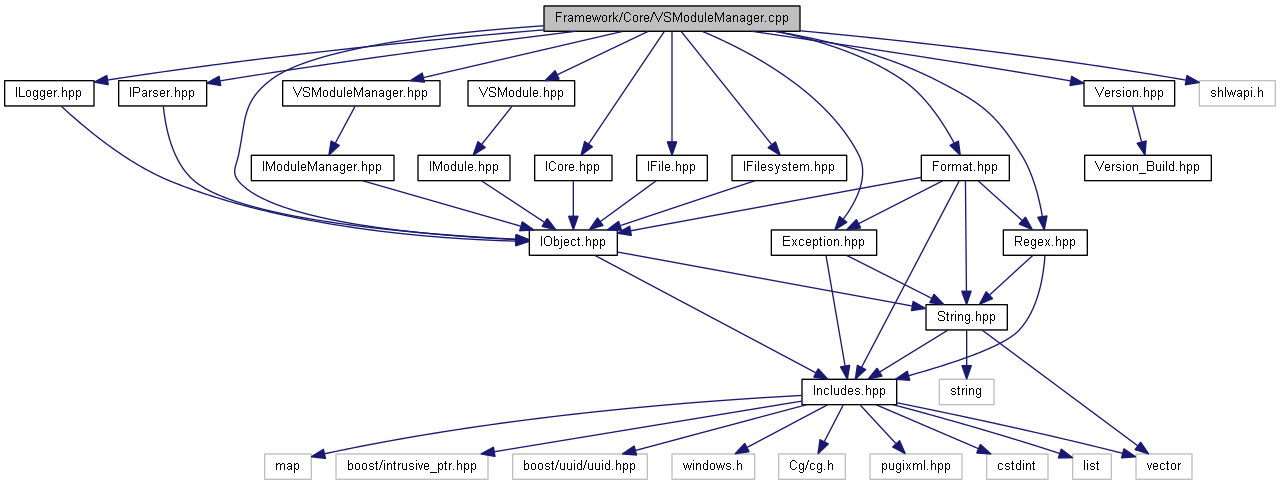 Framework/Core/VSModuleManager.cpp
ILogger.hpp
IParser.hpp
VSModuleManager.hpp
VSModule.hpp
Version.hpp
shlwapi.h
IModuleManager.hpp
IModule.hpp
ICore.hpp
IFile.hpp
IFilesystem.hpp
Format.hpp
Version_Build.hpp
IObject.hpp
Exception.hpp
Regex.hpp
String.hpp
Includes.hpp
string
map
boost/intrusive_ptr.hpp
boost/uuid/uuid.hpp
windows.h
Cg/cg.h
pugixml.hpp
cstdint
list
vector